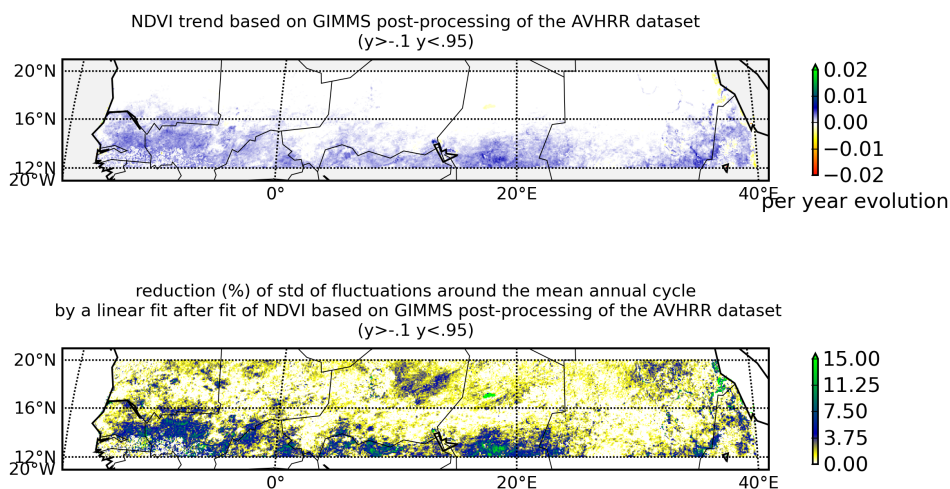 NDVI trend based on GIMMS post-processing of the AVHRR dataset
(y>-.1 y<.95)
20°N
16°N
12°N
20°W
0°
20°E
40°E
0.02
0.01
0.00
−0.01
−0.02
per year evolution
reduction (%) of std of fluctuations around the mean annual cycle
by a linear fit after fit of NDVI based on GIMMS post-processing of the AVHRR dataset
(y>-.1 y<.95)
20°N
16°N
12°N
20°W
0°
20°E
40°E
15.00
11.25
7.50
3.75
0.00